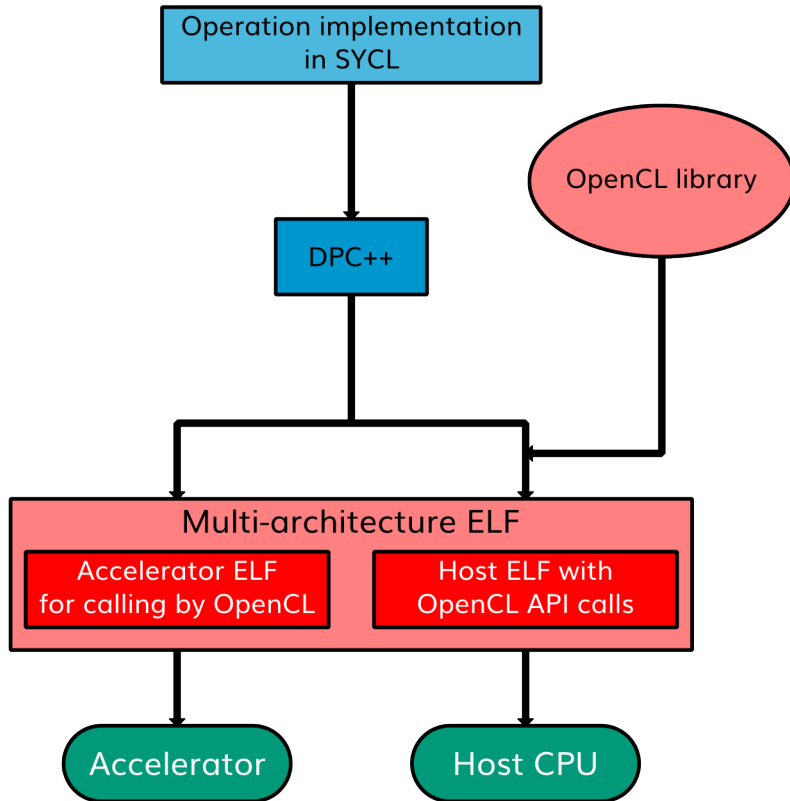 Operation implementation
in SYCL
OpenCL library
DPC++
Multi-architecture ELF
Accelerator ELF
for calling by OpenCL
Host ELF with
OpenCL API calls
Accelerator
Host CPU